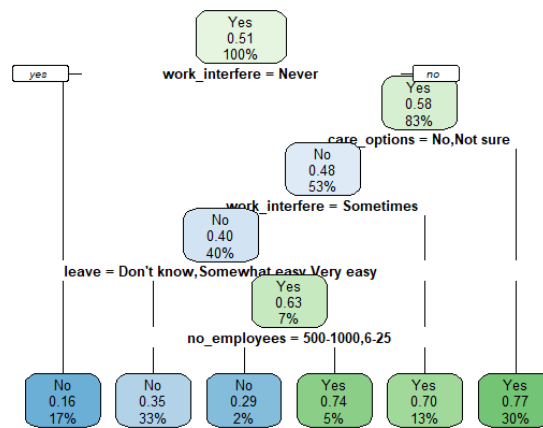 Yes
0.51
100%
yes
work_interfere = Never
no
Yes
0.58
83%
care_options = No,Not sure
No
0.48
53%
work_interfere = Sometimes
No
0.40
40%
leave = Don't know,Somewhat easy,Very easy
Yes
0.63
7%
no_employees = 500-1000,6-25
No
0.16
17%
No
0.35
33%
No
0.29
2%
Yes
0.74
5%
Yes
0.70
13%
Yes
0.77
30%